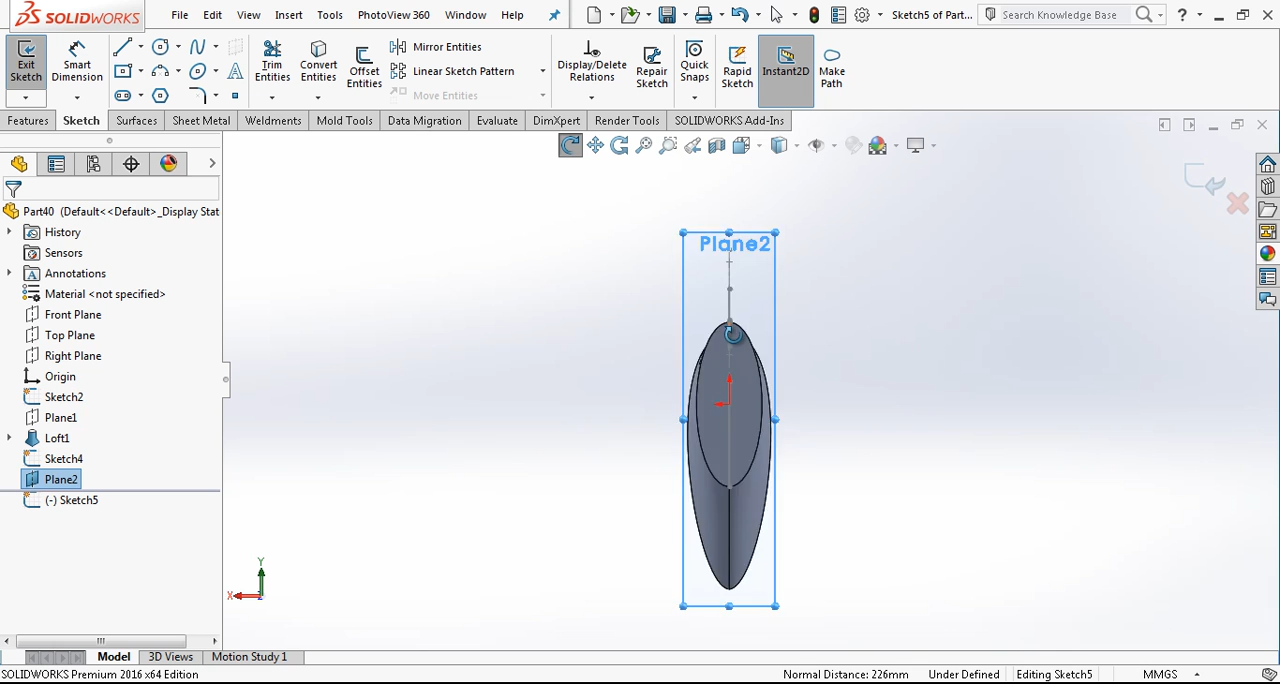 SOLIDWORKS File Edit View Insert Tools PhotoView 360 Window Help Sketch5 of Part... Search Knowledge Base
Exit Sketch
Smart Dimension
Trim Entities
Convert Entities
Offset Entities
Mirror Entities
Linear Sketch Pattern
Move Entities
Display/Delete Relations
Repair Sketch
Quick Snaps
Rapid Sketch
Instant2D
Make Path
Features Sketch Surfaces Sheet Metal Weldments Mold Tools Data Migration Evaluate DimXpert Render Tools SOLIDWORKS Add-Ins
Part40 (Default<<Default>_Display Stat
History
Sensors
Annotations
Material <not specified>
Front Plane
Top Plane
Right Plane
Origin
Sketch2
Plane1
Loft1
Sketch4
Plane2
(-) Sketch5
Plane2
Y
X
Z
Model 3D Views Motion Study 1
SOLIDWORKS Premium 2016 x64 Edition Normal Distance: 226mm Under Defined Editing Sketch5 MMGS